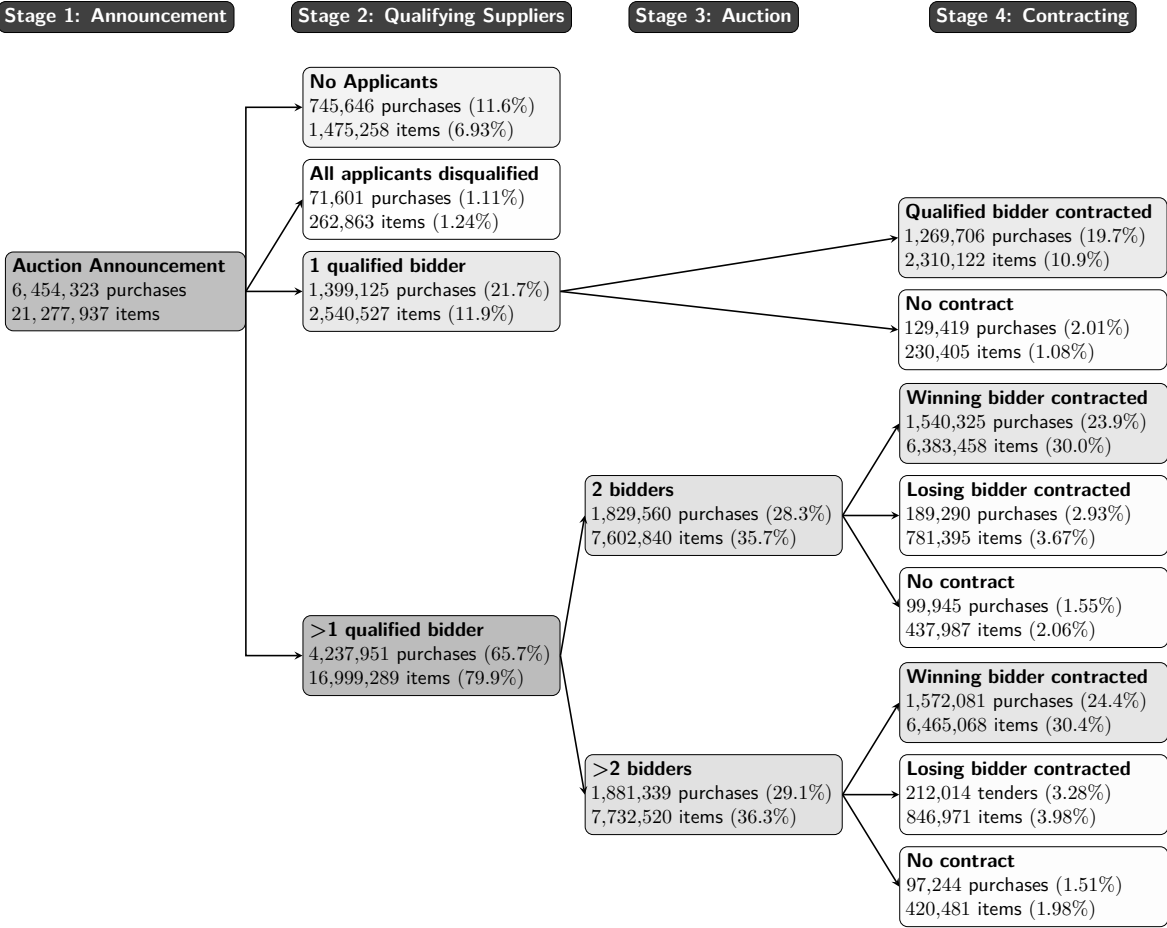 Stage 1: Announcement
Stage 2: Qualifying Suppliers
Stage 3: Auction
Stage 4: Contracting
Auction Announcement
6, 454, 323 purchases
21, 277, 937 items
No Applicants
745,646 purchases (11.6%)
1,475,258 items (6.93%)
All applicants disqualified
71,601 purchases (1.11%)
262,863 items (1.24%)
1 qualified bidder
1,399,125 purchases (21.7%)
2,540,527 items (11.9%)
>1 qualified bidder
4,237,951 purchases (65.7%)
16,999,289 items (79.9%)
2 bidders
1,829,560 purchases (28.3%)
7,602,840 items (35.7%)
>2 bidders
1,881,339 purchases (29.1%)
7,732,520 items (36.3%)
Qualified bidder contracted
1,269,706 purchases (19.7%)
2,310,122 items (10.9%)
No contract
129,419 purchases (2.01%)
230,405 items (1.08%)
Winning bidder contracted
1,540,325 purchases (23.9%)
6,383,458 items (30.0%)
Losing bidder contracted
189,290 purchases (2.93%)
781,395 items (3.67%)
No contract
99,945 purchases (1.55%)
437,987 items (2.06%)
Winning bidder contracted
1,572,081 purchases (24.4%)
6,465,068 items (30.4%)
Losing bidder contracted
212,014 tenders (3.28%)
846,971 items (3.98%)
No contract
97,244 purchases (1.51%)
420,481 items (1.98%)